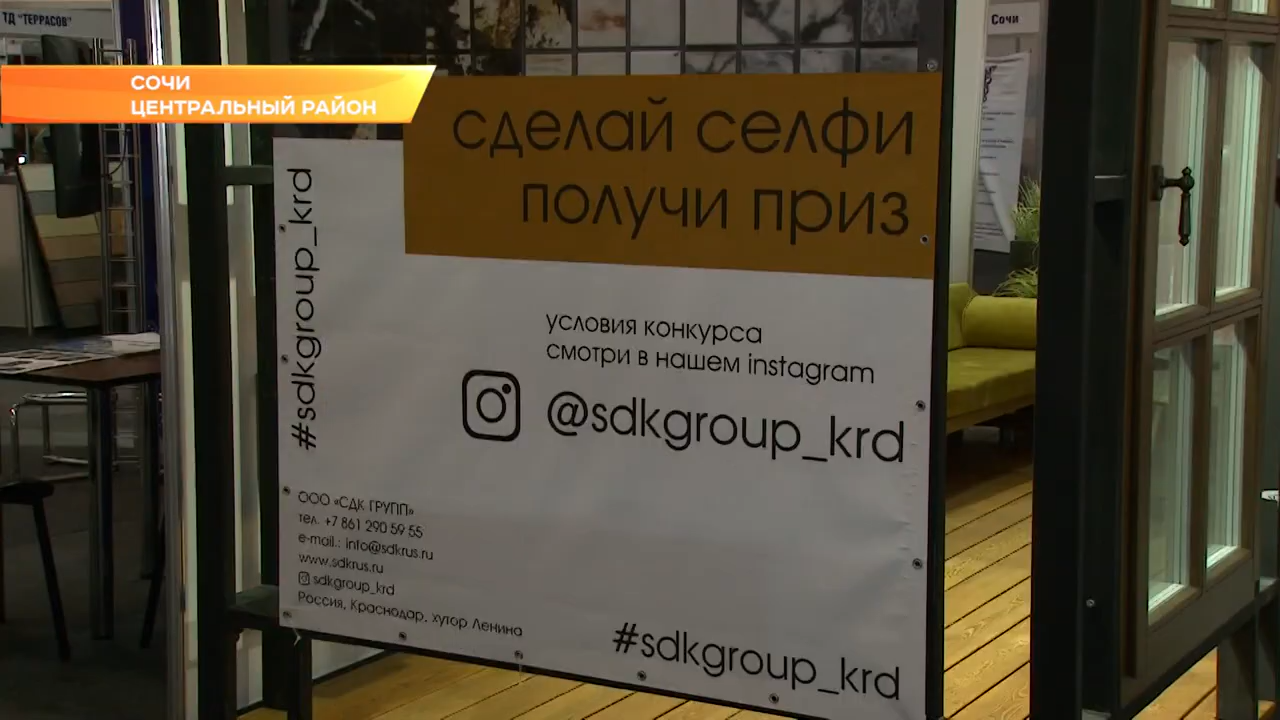 ТД "ТЕРРАСОВ"
Сочи
СОЧИ
ЦЕНТРАЛЬНЫЙ РАЙОН
сделай селфи
получи приз
#sdkgroup_krd
условия конкурса
смотри в нашем instagram
@sdkgroup_krd
ООО «СДК ГРУПП»
тел. +7 861 290 59 55
e-mail.: info@sdkrus.ru
www.sdkrus.ru
sdkgroup_krd
Россия, Краснодар, хутор Ленина
#sdkgroup_krd